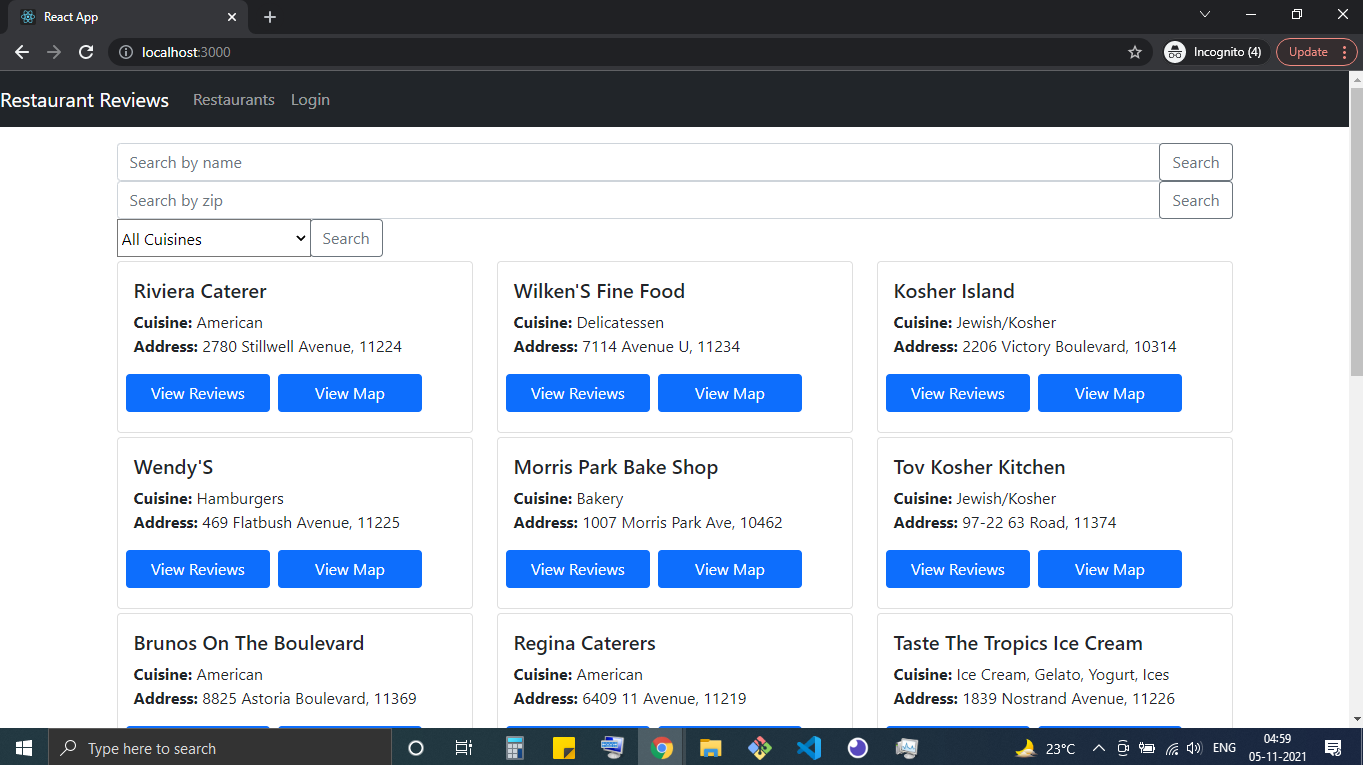 React App
localhost:3000
Incognito (4)
Update
Restaurant Reviews Restaurants Login
Search by name Search
Search by zip Search
All Cuisines Search
Riviera Caterer
Cuisine: American
Address: 2780 Stillwell Avenue, 11224
View Reviews View Map
Wilken'S Fine Food
Cuisine: Delicatessen
Address: 7114 Avenue U, 11234
View Reviews View Map
Kosher Island
Cuisine: Jewish/Kosher
Address: 2206 Victory Boulevard, 10314
View Reviews View Map
Wendy'S
Cuisine: Hamburgers
Address: 469 Flatbush Avenue, 11225
View Reviews View Map
Morris Park Bake Shop
Cuisine: Bakery
Address: 1007 Morris Park Ave, 10462
View Reviews View Map
Tov Kosher Kitchen
Cuisine: Jewish/Kosher
Address: 97-22 63 Road, 11374
View Reviews View Map
Brunos On The Boulevard
Cuisine: American
Address: 8825 Astoria Boulevard, 11369
Regina Caterers
Cuisine: American
Address: 6409 11 Avenue, 11219
Taste The Tropics Ice Cream
Cuisine: Ice Cream, Gelato, Yogurt, Ices
Address: 1839 Nostrand Avenue, 11226
Type here to search
23°C
ENG
04:59
05-11-2021